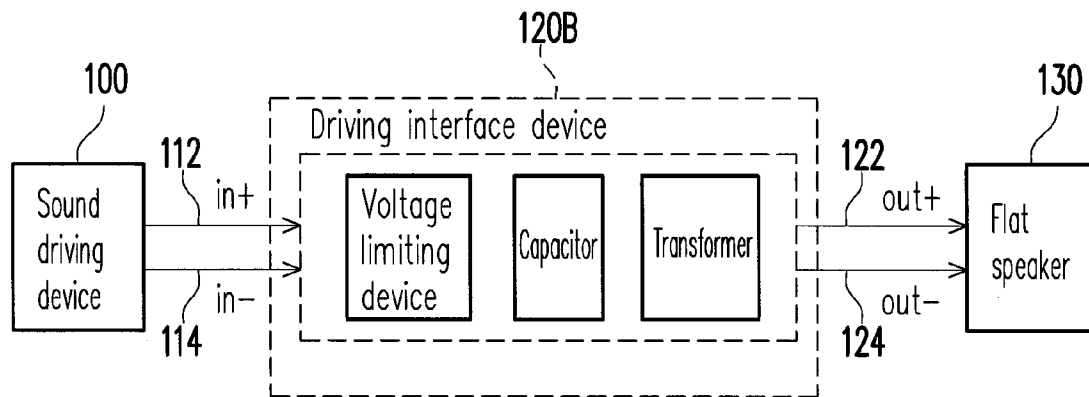 120B
100
130
Driving interface device
112
in+
122
out+
Sound
driving
device
Voltage
limiting
device
Capacitor
Transformer
Flat
speaker
in-
114
out-
124